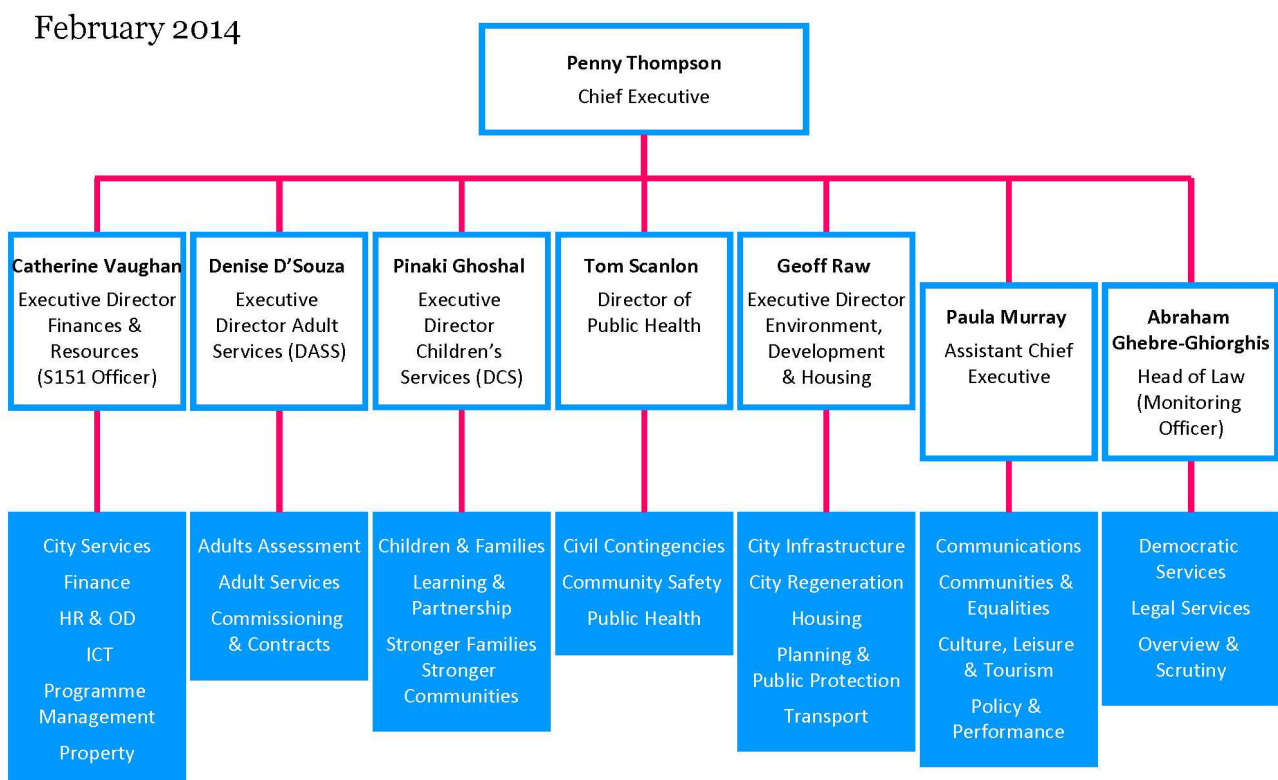 February 2014
Penny Thompson
Chief Executive
Catherine Vaughan
Executive Director
Finances &
Resources
(S151 Officer)
Denise D’Souza
Executive
Director Adult
Services (DASS)
Pinaki Ghoshal
Executive
Director
Children’s
Services (DCS)
Tom Scanlon
Director of
Public Health
Geoff Raw
Executive Director
Environment,
Development
& Housing
Paula Murray
Assistant Chief
Executive
Abraham
Ghebre-Ghiorghis
Head of Law
(Monitoring
Officer)
City Services
Finance
HR & OD
ICT
Programme
Management
Property
Adults Assessment
Adult Services
Commissioning
& Contracts
Children & Families
Learning &
Partnership
Stronger Families
Stronger
Communities
Civil Contingencies
Community Safety
Public Health
City Infrastructure
City Regeneration
Housing
Planning &
Public Protection
Transport
Communications
Communities &
Equalities
Culture, Leisure
& Tourism
Policy &
Performance
Democratic
Services
Legal Services
Overview &
Scrutiny